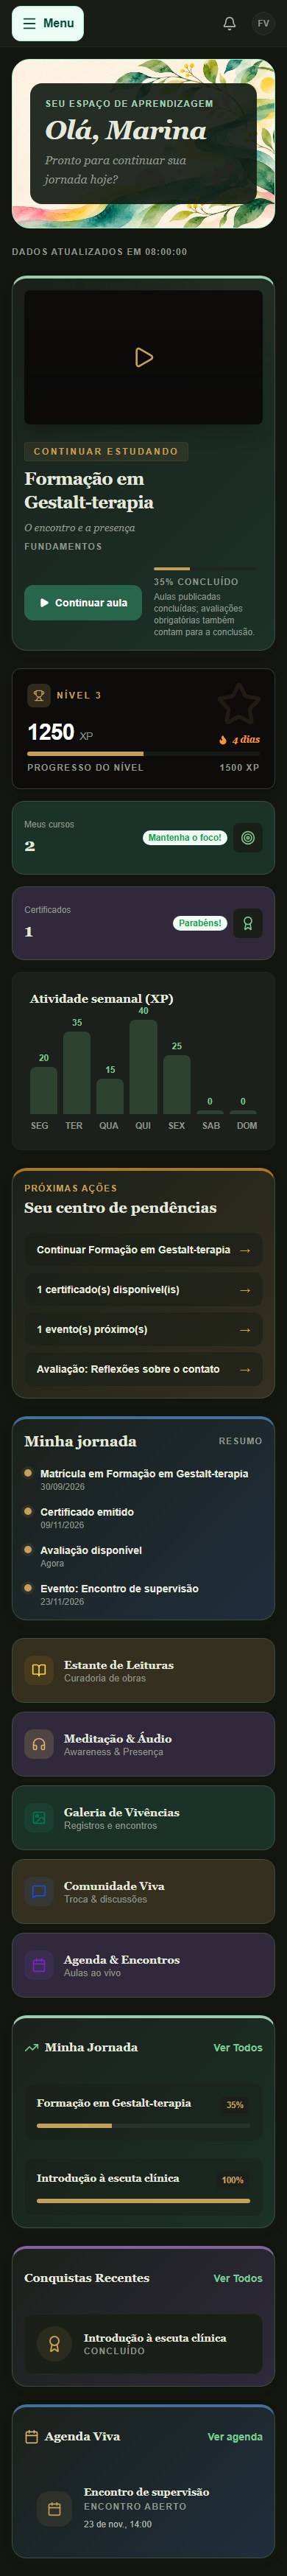 Menu
FV
SEU ESPAÇO DE APRENDIZAGEM
Olá, Marina
Pronto para continuar sua
jornada hoje?
DADOS ATUALIZADOS EM 08:00:00
CONTINUAR ESTUDANDO
Formação em
Gestalt-terapia
O encontro e a presença
FUNDAMENTOS
Continuar aula
35% CONCLUÍDO
Aulas publicadas
concluídas; avaliações
obrigatórias também
contam para a conclusão.
NÍVEL 3
1250 XP
4 dias
PROGRESSO DO NÍVEL
1500 XP
Meus cursos
2
Mantenha o foco!
Certificados
1
Parabéns!
Atividade semanal (XP)
20
35
15
40
25
0
0
SEG
TER
QUA
QUI
SEX
SAB
DOM
PRÓXIMAS AÇÕES
Seu centro de pendências
Continuar Formação em Gestalt-terapia →
1 certificado(s) disponível(is) →
1 evento(s) próximo(s) →
Avaliação: Reflexões sobre o contato →
Minha jornada
RESUMO
Matrícula em Formação em Gestalt-terapia
30/09/2026
Certificado emitido
09/11/2026
Avaliação disponível
Agora
Evento: Encontro de supervisão
23/11/2026
Estante de Leituras
Curadoria de obras
Meditação & Áudio
Awareness & Presença
Galeria de Vivências
Registros e encontros
Comunidade Viva
Troca & discussões
Agenda & Encontros
Aulas ao vivo
Minha Jornada
Ver Todos
Formação em Gestalt-terapia
35%
Introdução à escuta clínica
100%
Conquistas Recentes
Ver Todos
Introdução à escuta clínica
CONCLUÍDO
Agenda Viva
Ver agenda
Encontro de supervisão
ENCONTRO ABERTO
23 de nov., 14:00